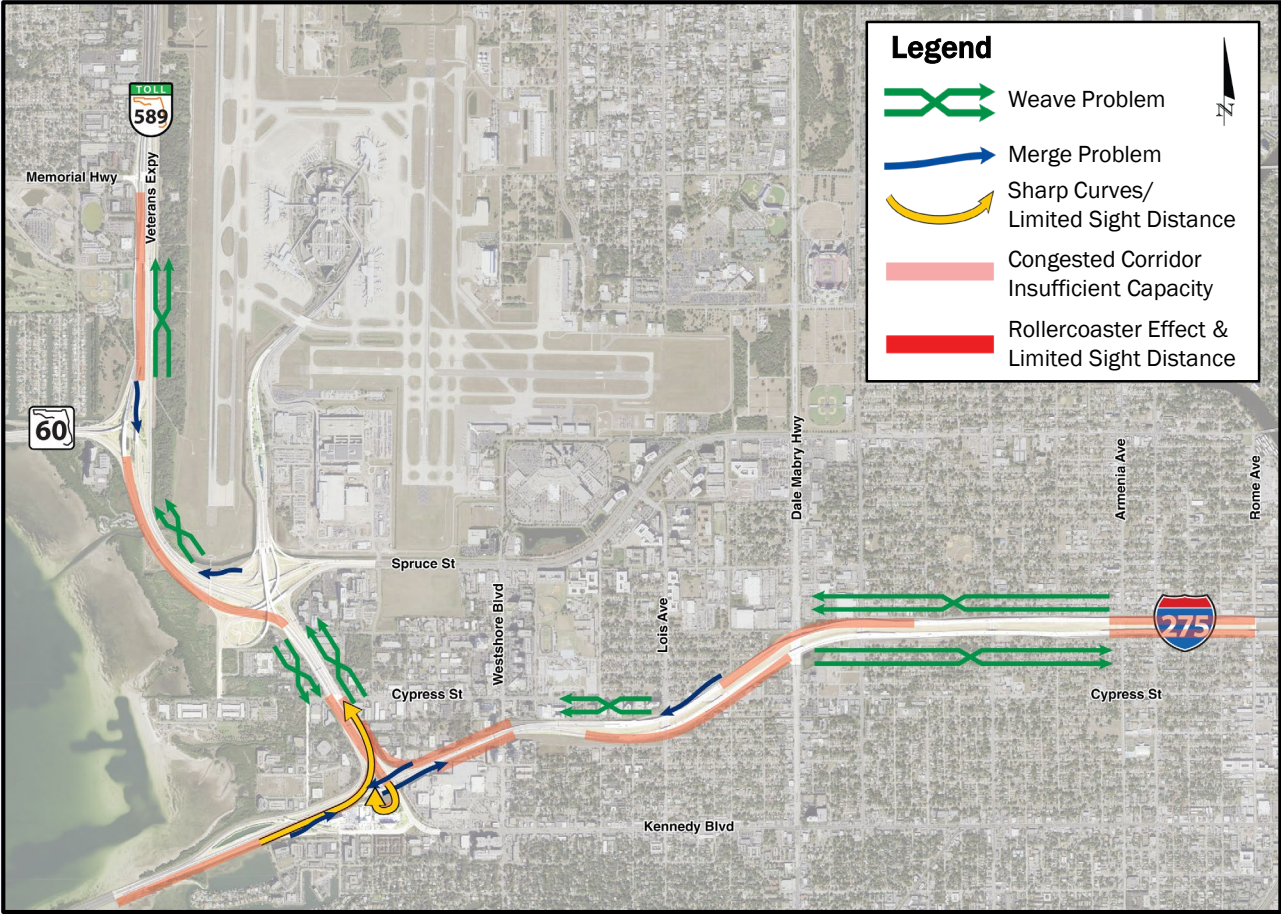 Legend
N
Weave Problem
Merge Problem
Sharp Curves/
Limited Sight Distance
Congested Corridor
Insufficient Capacity
Rollercoaster Effect &
Limited Sight Distance
TOLL
589
Memorial Hwy
Veterans Expy
60
Spruce St
Westshore Blvd
Lois Ave
Dale Mabry Hwy
Armenia Ave
Rome Ave
275
Cypress St
Cypress St
Kennedy Blvd